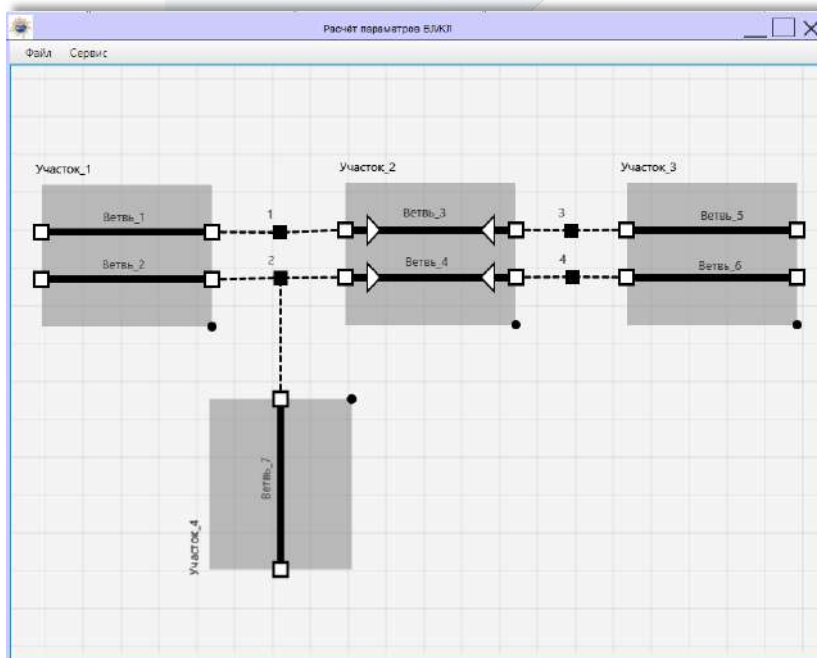 Расчёт параметров ВЛИКЛ
Файл Сервис
Участок_1
Участок_2
Участок_3
Ветвь_1
1
Ветвь_3
3
Ветвь_5
Ветвь_2
2
Ветвь_4
4
Ветвь_6
Ветвь_7
Участок_4